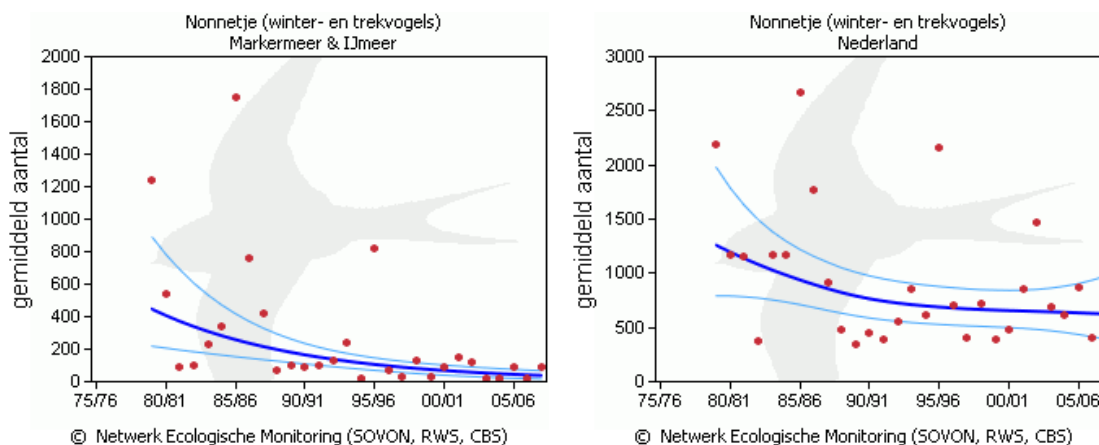 Nonnetje (winter- en trekvogels)
Markermeer & IJmeer
gemiddeld aantal
2000
1800
1600
1400
1200
1000
800
600
400
200
0
75/76 80/81 85/86 90/91 95/96 00/01 05/06
© Netwerk Ecologische Monitoring (SOVON, RWS, CBS)
Nonnetje (winter- en trekvogels)
Nederland
gemiddeld aantal
3000
2500
2000
1500
1000
500
0
75/76 80/81 85/86 90/91 95/96 00/01 05/06
© Netwerk Ecologische Monitoring (SOVON, RWS, CBS)